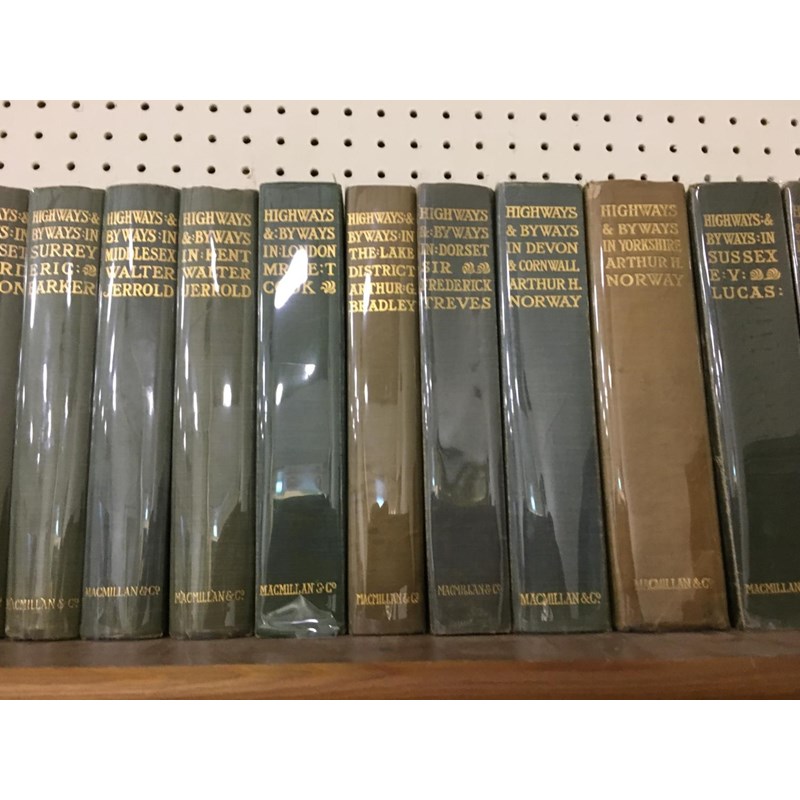 HIGHWAYS &
BYWAYS IN
SURREY
ERIC:
PARKER
MACMILLAN & Co
HIGHWAYS &
BYWAYS: IN
MIDDLESEX
WALTER
JERROLD
MACMILLAN & Co
HIGHWAYS
& BYWAYS
IN KENT
WALTER
JERROLD
MACMILLAN & Co
HIGHWAYS
&: BYWAYS
IN: LONDON
MRS: E: T
COOK
MACMILLAN & Co
HIGHWAYS &
BYWAYS: IN
THE: LAKE
DISTRICT
ARTHUR: G.
BRADLEY
MACMILLAN & Co
HIGHWAYS
&: BYWAYS
IN: DORSET
SIR
FREDERICK
TREVES
MACMILLAN & Co
HIGHWAYS
& BYWAYS
IN DEVON
& CORNWALL
ARTHUR H.
NORWAY
MACMILLAN & Co.
HIGHWAYS
& BYWAYS
IN YORKSHIRE
ARTHUR H.
NORWAY
MACMILLAN & Co.
HIGHWAYS: &
BYWAYS: IN
SUSSEX
E: V:
LUCAS:
MACMILLAN